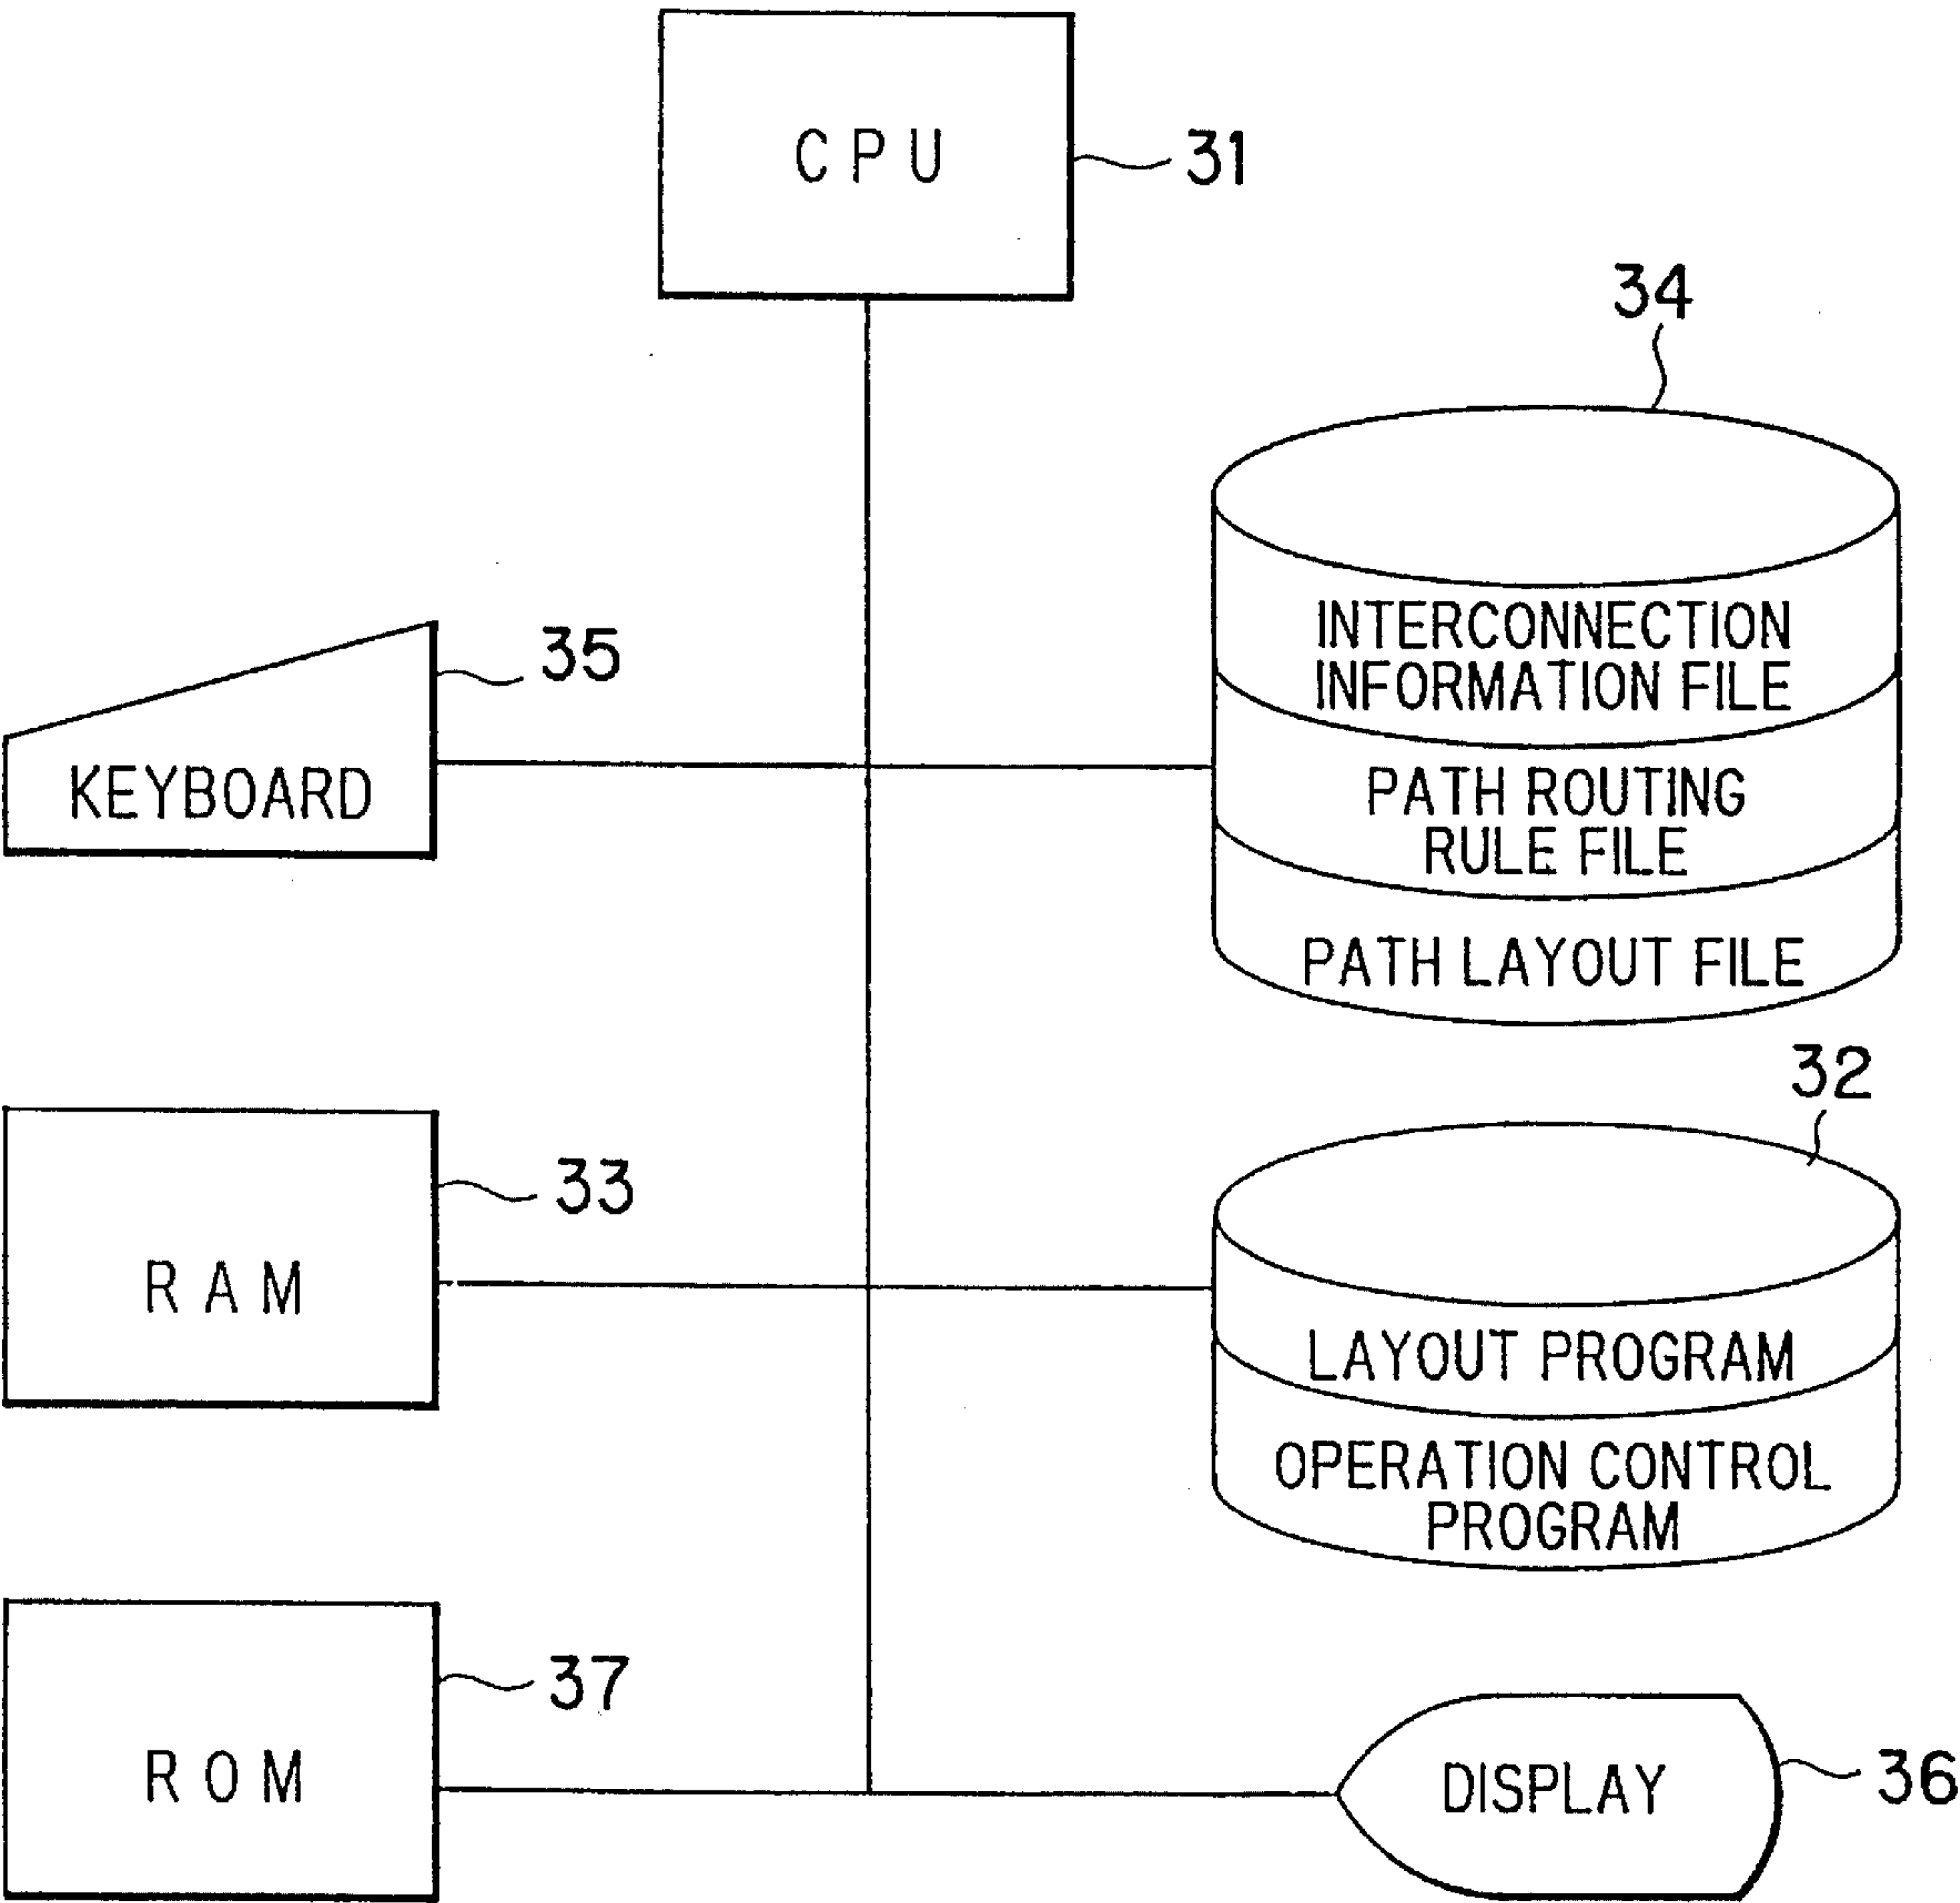 CPU
31
34
INTERCONNECTION
INFORMATION FILE
PATH ROUTING
RULE FILE
PATH LAYOUT FILE
35
KEYBOARD
32
LAYOUT PROGRAM
OPERATION CONTROL
PROGRAM
33
RAM
37
ROM
DISPLAY
36